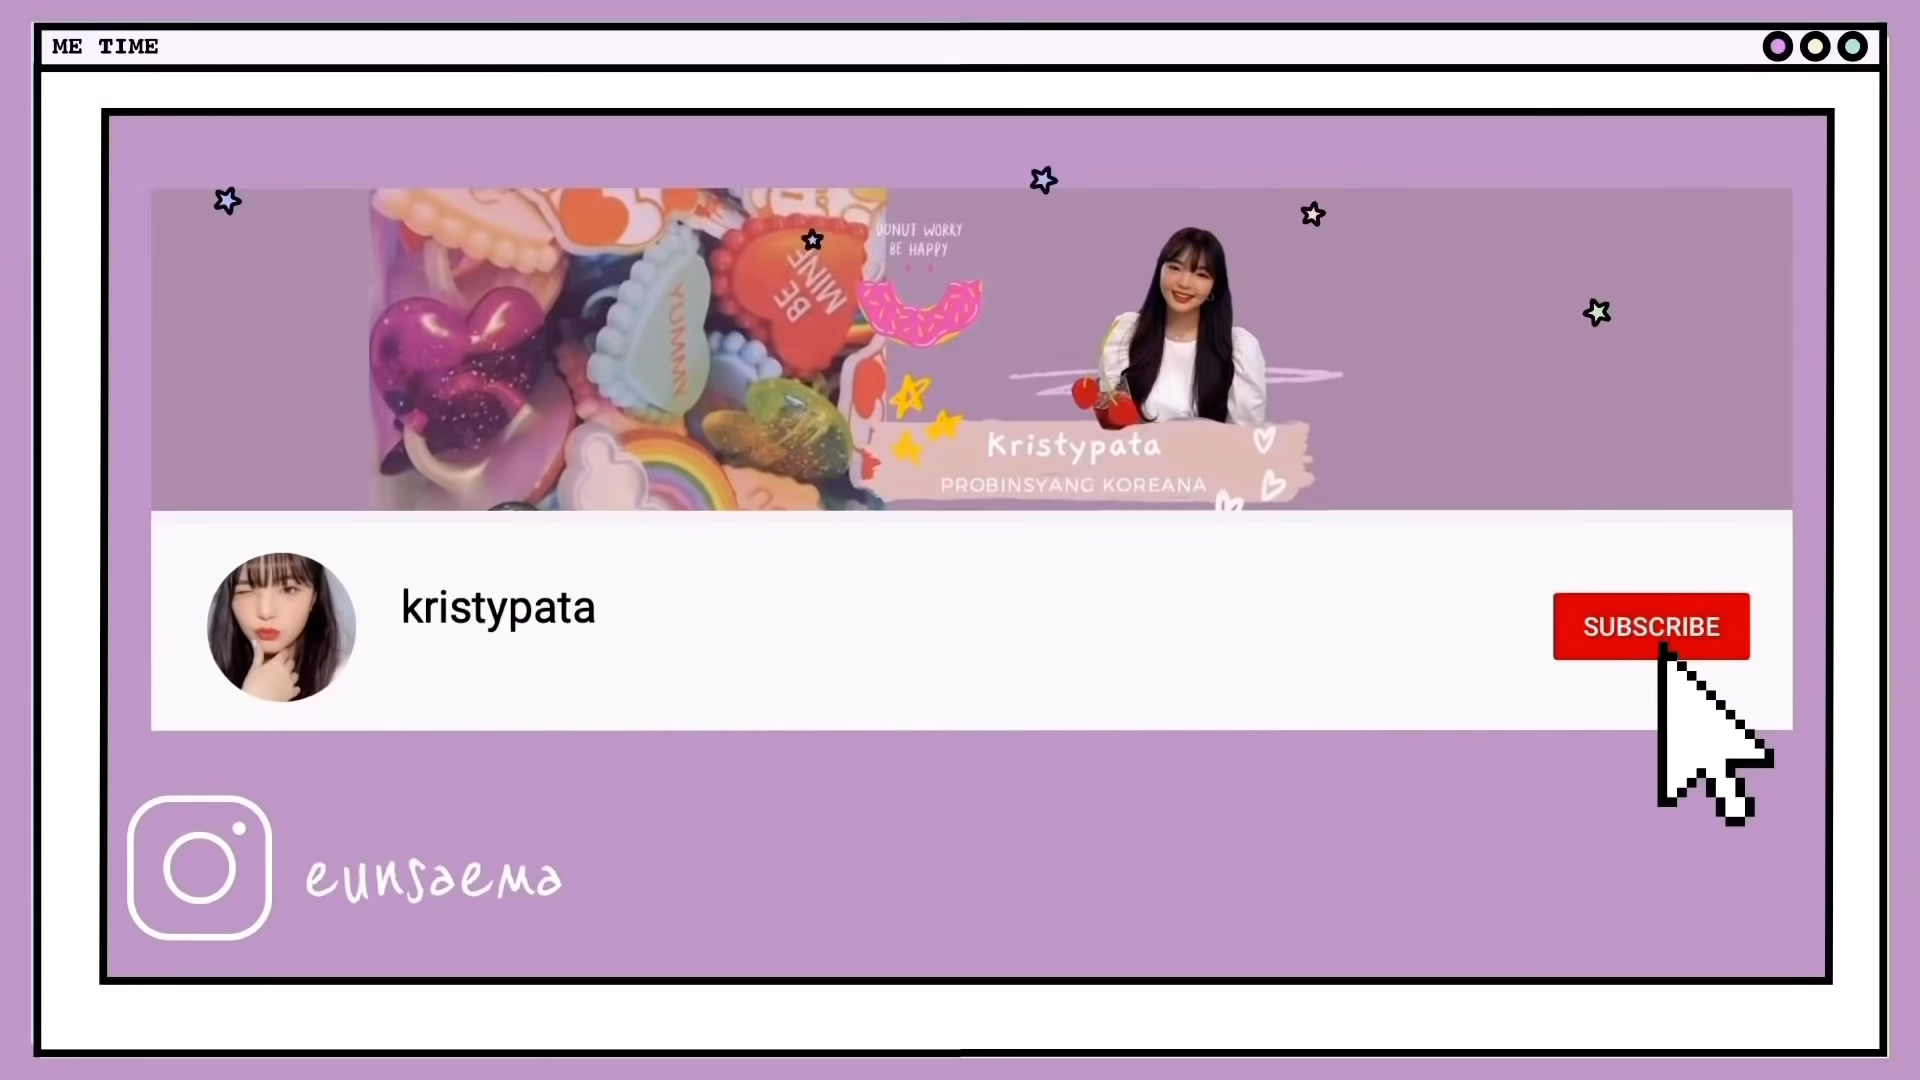 ME TIME
DONUT WORRY
BE HAPPY
BE
MINE
YUMMY
Kristypata
PROBINSYANG KOREANA
kristypata
SUBSCRIBE
eunsaema